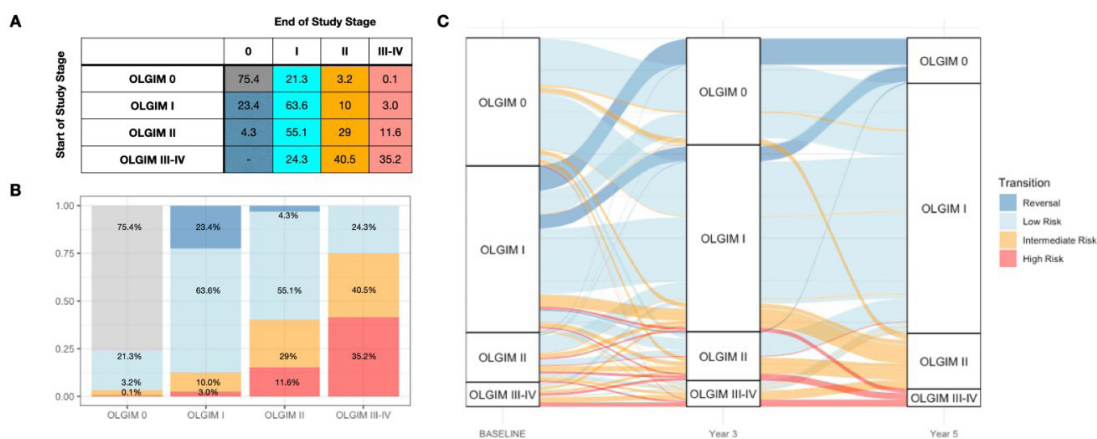 A
End of Study Stage
Start of Study Stage
0 I II III-IV
OLGIM 0 75.4 21.3 3.2 0.1
OLGIM I 23.4 63.6 10 3.0
OLGIM II 4.3 55.1 29 11.6
OLGIM III-IV - 24.3 40.5 35.2
B
1.00
0.75
0.50
0.25
0.00
75.4% 23.4% 4.3% 24.3%
63.6% 55.1% 40.5%
21.3% 29% 35.2%
3.2% 10.0% 11.6%
0.1% 3.0%
OLGIM 0 OLGIM I OLGIM II OLGIM III-IV
C
OLGIM 0 OLGIM 0 OLGIM 0
OLGIM I OLGIM I OLGIM I
OLGIM II OLGIM II OLGIM II
OLGIM III-IV OLGIM III-IV OLGIM III-IV
BASELINE Year 3 Year 5
Transition
Reversal
Low Risk
Intermediate Risk
High Risk